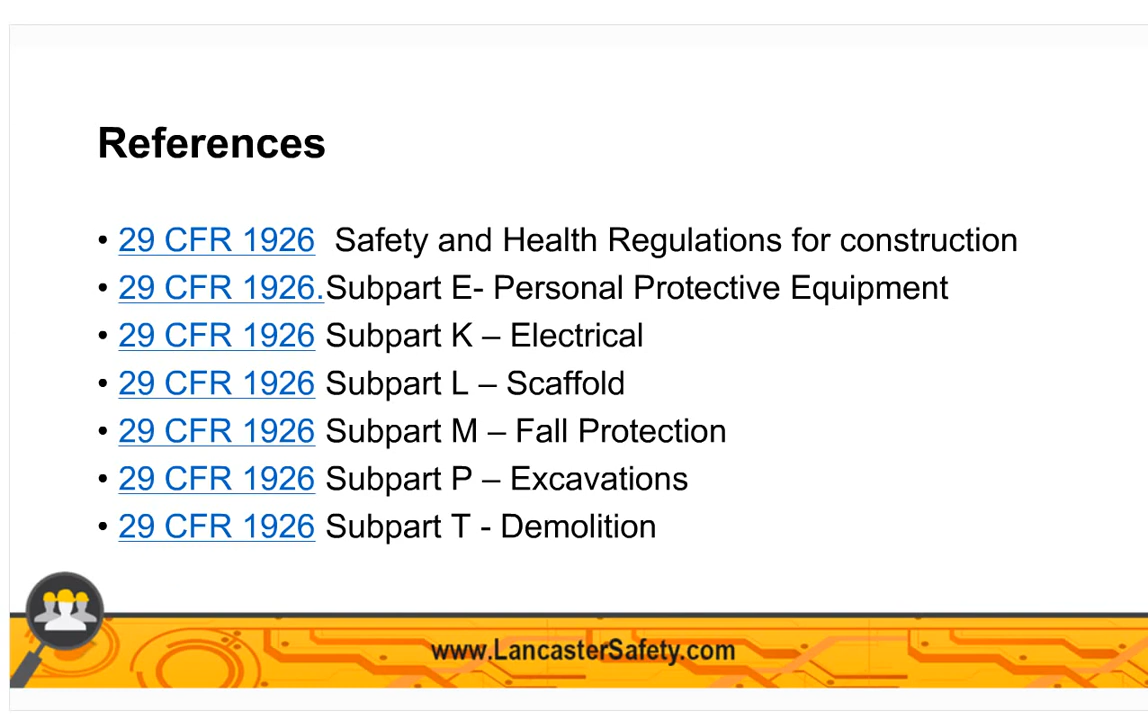 References
• 29 CFR 1926  Safety and Health Regulations for construction
• 29 CFR 1926.Subpart E- Personal Protective Equipment
• 29 CFR 1926 Subpart K – Electrical
• 29 CFR 1926 Subpart L – Scaffold
• 29 CFR 1926 Subpart M – Fall Protection
• 29 CFR 1926 Subpart P – Excavations
• 29 CFR 1926 Subpart T - Demolition
www.LancasterSafety.com